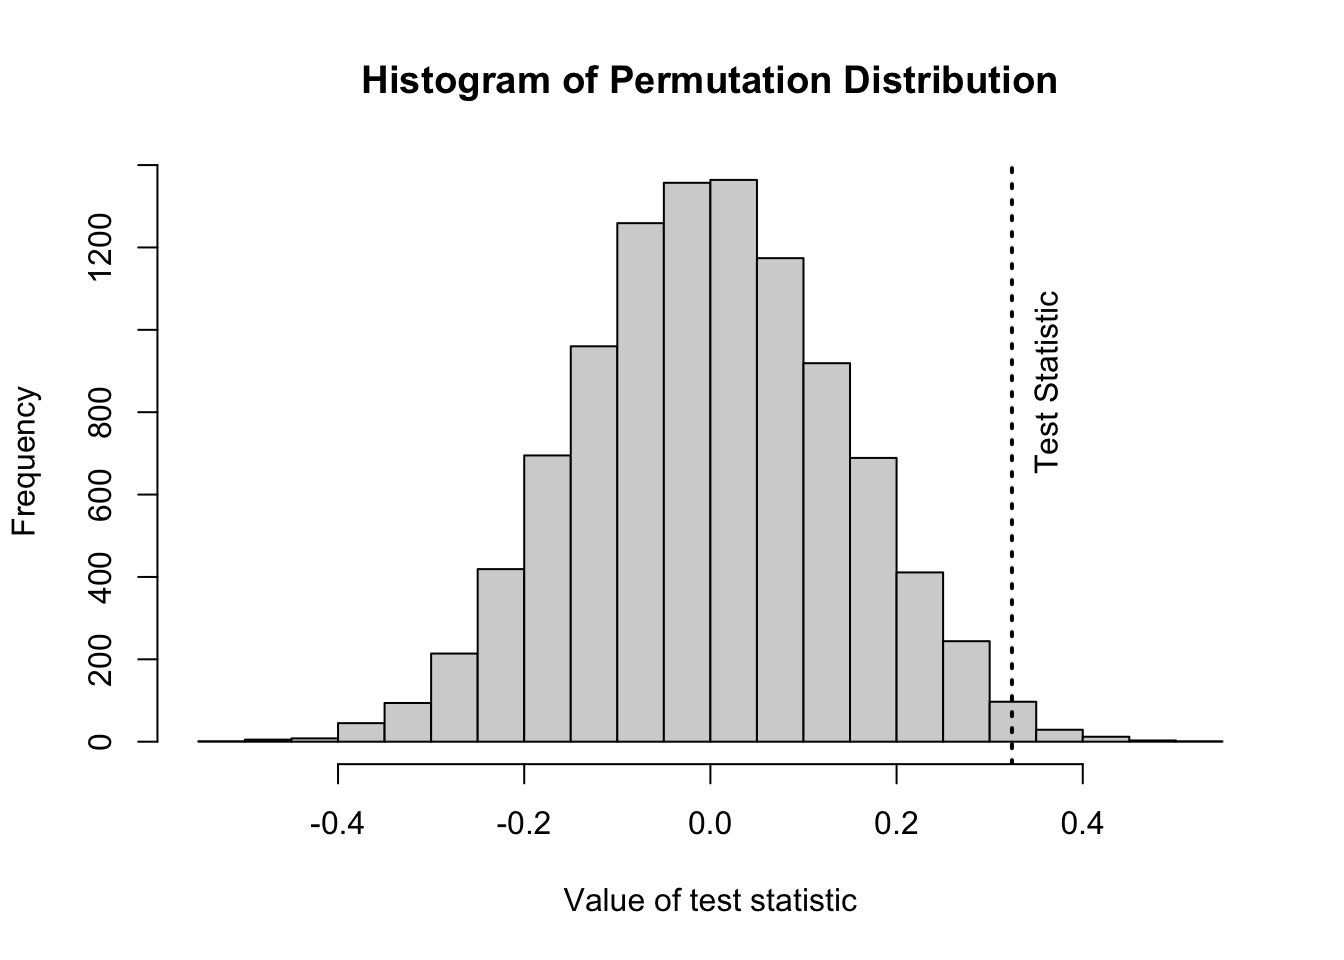 Histogram of Permutation Distribution
Frequency
1200
800
600
400
200
0
Test Statistic
-0.4
-0.2
0.0
0.2
0.4
Value of test statistic